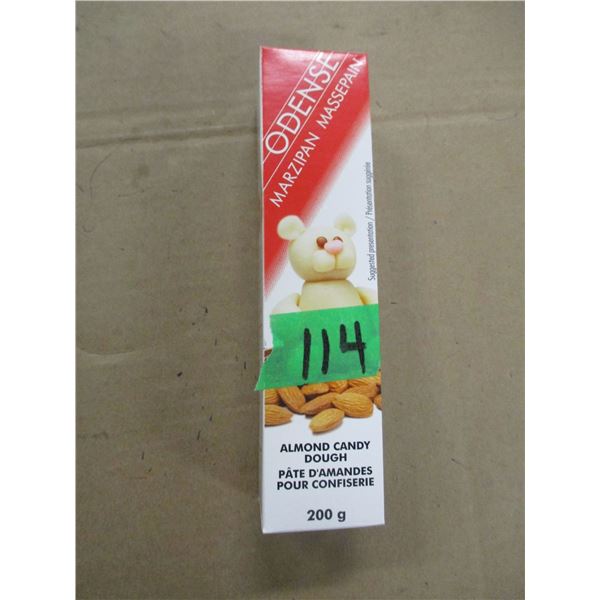 ODENSE
MARZIPAN MASSEPAIN
Suggested presentation / Présentation suggérée
114
ALMOND CANDY
DOUGH
PÂTE D'AMANDES
POUR CONFISERIE
200 g